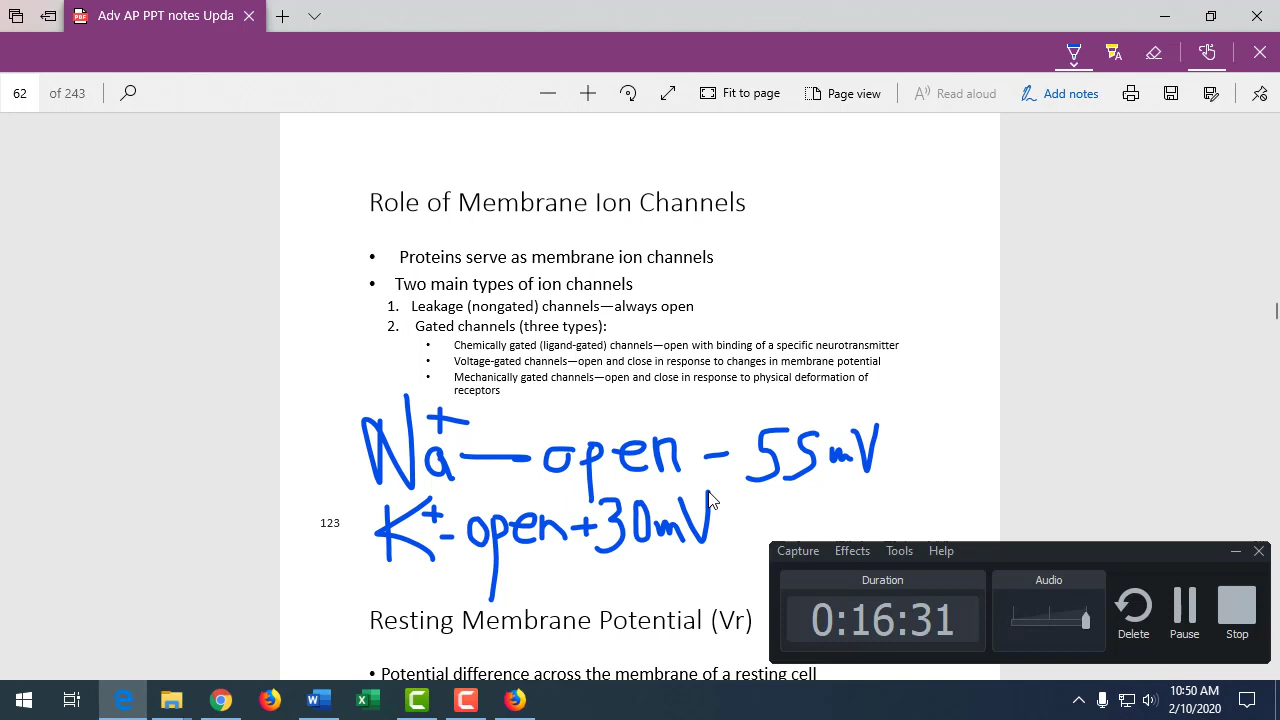 Adv AP PPT notes Upda
62 of 243
Fit to page
Page view
Read aloud
Add notes
Role of Membrane Ion Channels
• Proteins serve as membrane ion channels
• Two main types of ion channels
1. Leakage (nongated) channels—always open
2. Gated channels (three types):
• Chemically gated (ligand-gated) channels—open with binding of a specific neurotransmitter
• Voltage-gated channels—open and close in response to changes in membrane potential
• Mechanically gated channels—open and close in response to physical deformation of
receptors
Na+ — open - 55mV
K+ - open +30mV
123
Resting Membrane Potential (Vr)
• Potential difference across the membrane of a resting cell
Capture Effects Tools Help
Duration
0:16:31
Audio
Delete
Pause
Stop
10:50 AM
2/10/2020